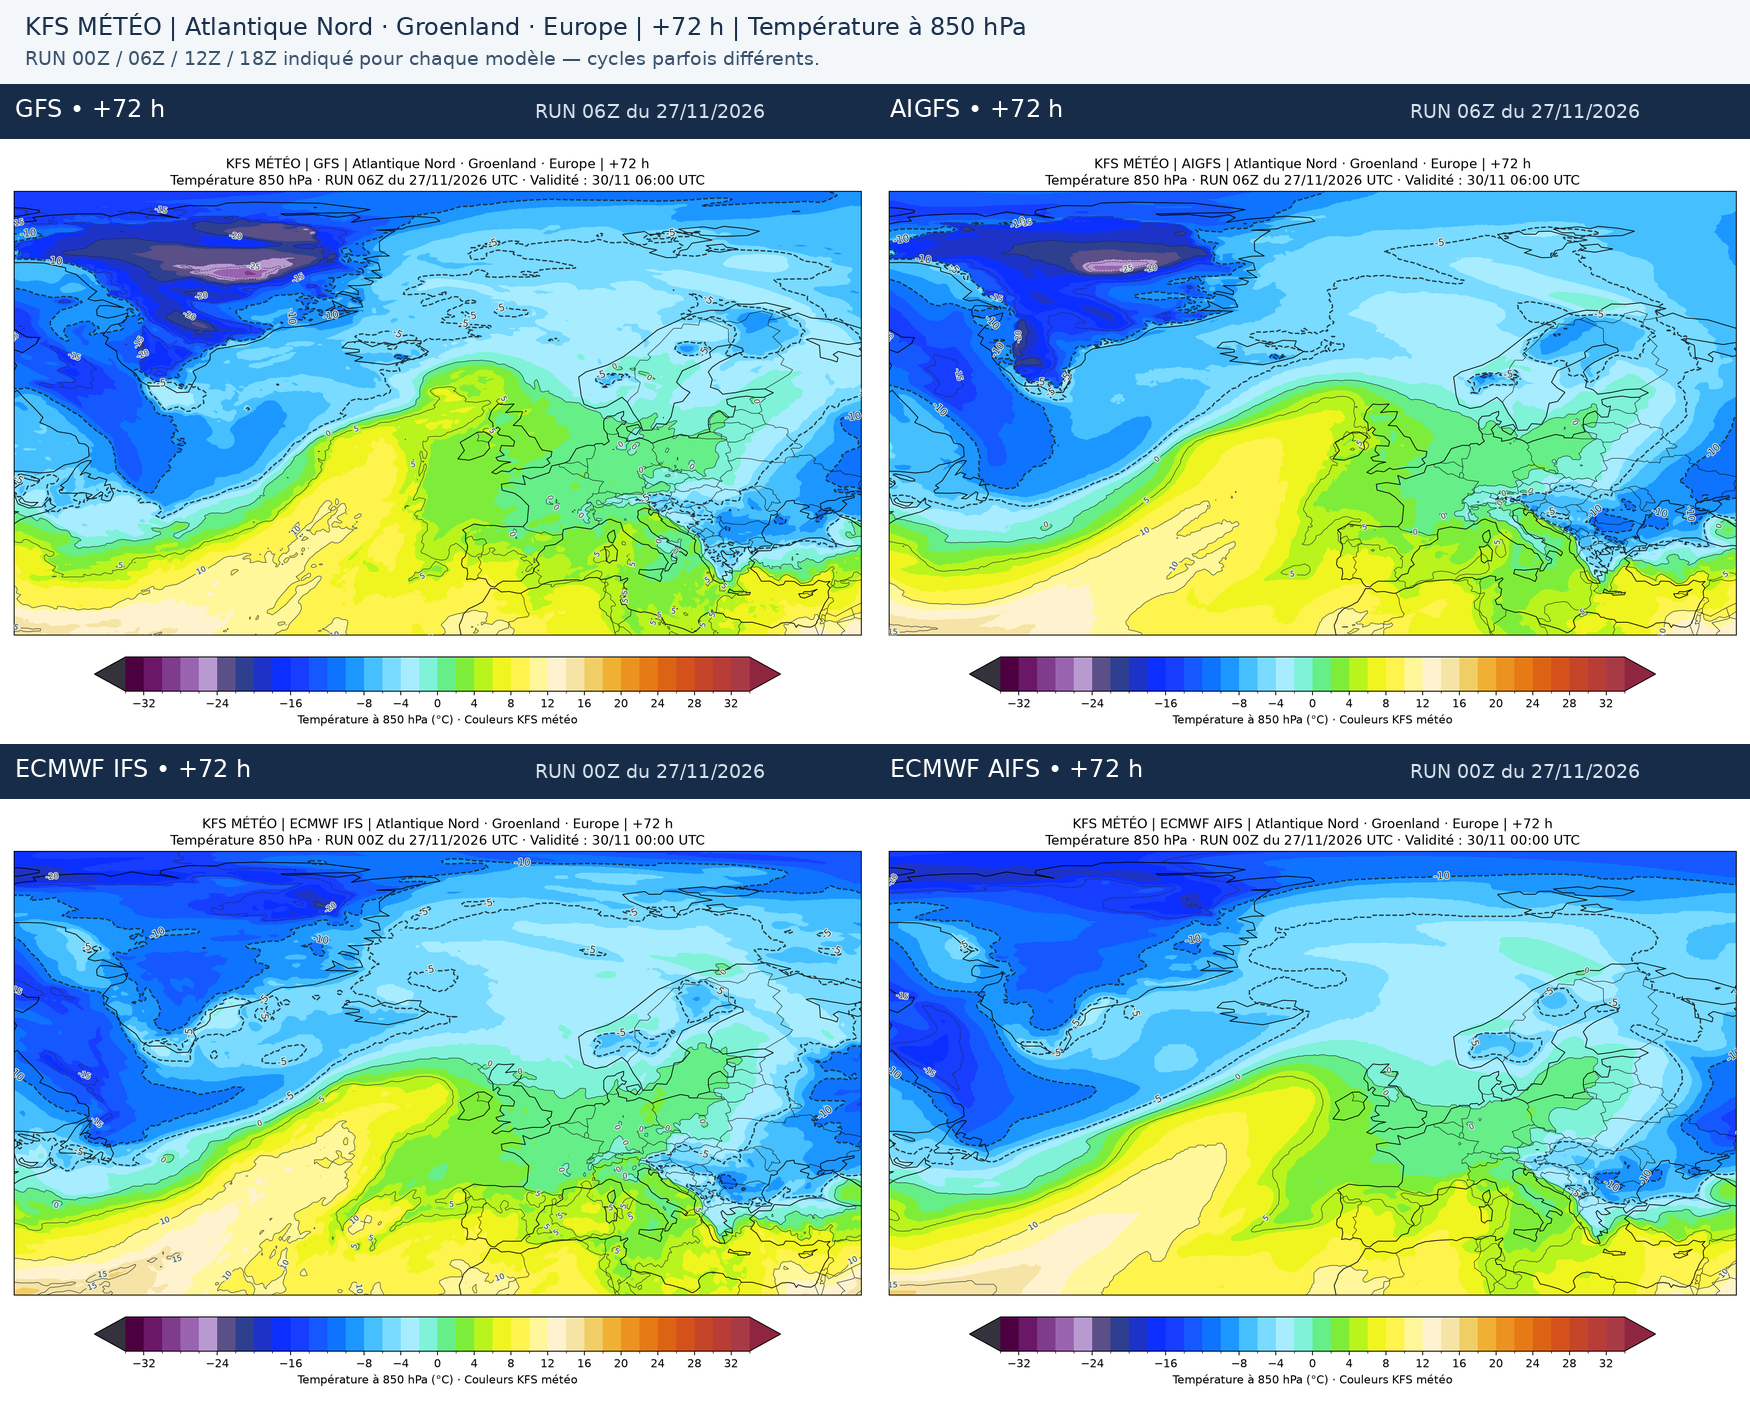 KFS MÉTÉO | Atlantique Nord · Groenland · Europe | +72 h | Température à 850 hPa
RUN 00Z / 06Z / 12Z / 18Z indiqué pour chaque modèle — cycles parfois différents.
GFS • +72 h
RUN 06Z du 27/11/2026
AIGFS • +72 h
RUN 06Z du 27/11/2026
KFS MÉTÉO | GFS | Atlantique Nord · Groenland · Europe | +72 h
Température 850 hPa · RUN 06Z du 27/11/2026 UTC · Validité : 30/11 06:00 UTC
KFS MÉTÉO | AIGFS | Atlantique Nord · Groenland · Europe | +72 h
Température 850 hPa · RUN 06Z du 27/11/2026 UTC · Validité : 30/11 06:00 UTC
−32 −24 −16 −8 −4 0 4 8 12 16 20 24 28 32
Température à 850 hPa (°C) · Couleurs KFS météo
−32 −24 −16 −8 −4 0 4 8 12 16 20 24 28 32
Température à 850 hPa (°C) · Couleurs KFS météo
ECMWF IFS • +72 h
RUN 00Z du 27/11/2026
ECMWF AIFS • +72 h
RUN 00Z du 27/11/2026
KFS MÉTÉO | ECMWF IFS | Atlantique Nord · Groenland · Europe | +72 h
Température 850 hPa · RUN 00Z du 27/11/2026 UTC · Validité : 30/11 00:00 UTC
KFS MÉTÉO | ECMWF AIFS | Atlantique Nord · Groenland · Europe | +72 h
Température 850 hPa · RUN 00Z du 27/11/2026 UTC · Validité : 30/11 00:00 UTC
−32 −24 −16 −8 −4 0 4 8 12 16 20 24 28 32
Température à 850 hPa (°C) · Couleurs KFS météo
−32 −24 −16 −8 −4 0 4 8 12 16 20 24 28 32
Température à 850 hPa (°C) · Couleurs KFS météo